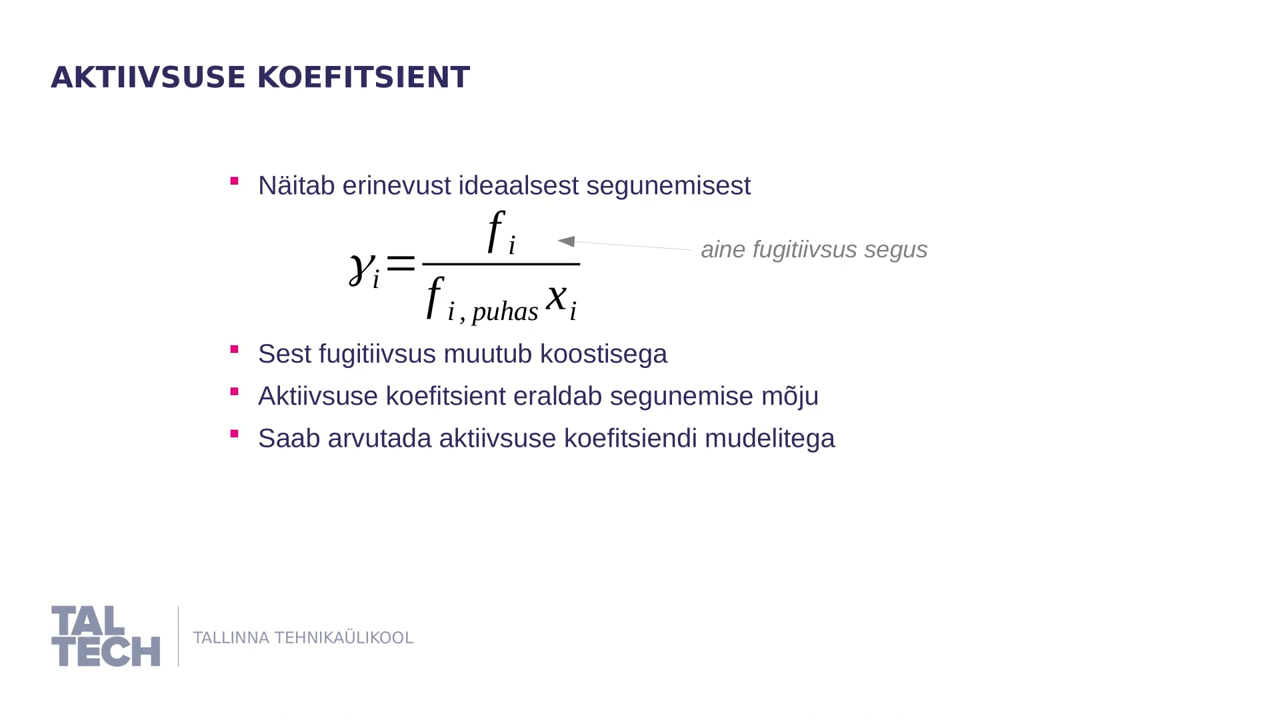 AKTIIVSUSE KOEFITSIENT
Näitab erinevust ideaalsest segunemisest
γi = fi / (fi, puhas xi)
aine fugitiivsus segus
Sest fugitiivsus muutub koostisega
Aktiivsuse koefitsient eraldab segunemise mõju
Saab arvutada aktiivsuse koefitsiendi mudelitega
TAL
TECH
TALLINNA TEHNIKAÜLIKOOL